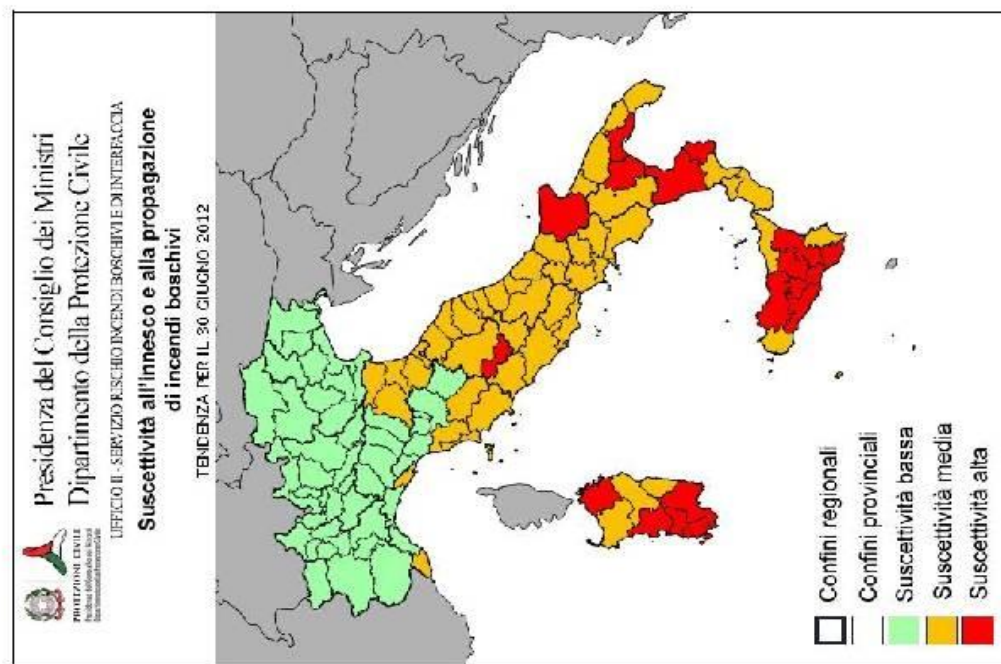 Presidenza del Consiglio dei Ministri
Dipartimento della Protezione Civile
PROTEZIONE CIVILE
UFFICIO II - SERVIZIO RISCHIO INCENDI BOSCHIVI E DI INTERFACCIA
Suscettività all'innesco e alla propagazione
di incendi boschivi
TENDENZA PER IL 30 GIUGNO 2012
Confini regionali
Confini provinciali
Suscettività bassa
Suscettività media
Suscettività alta